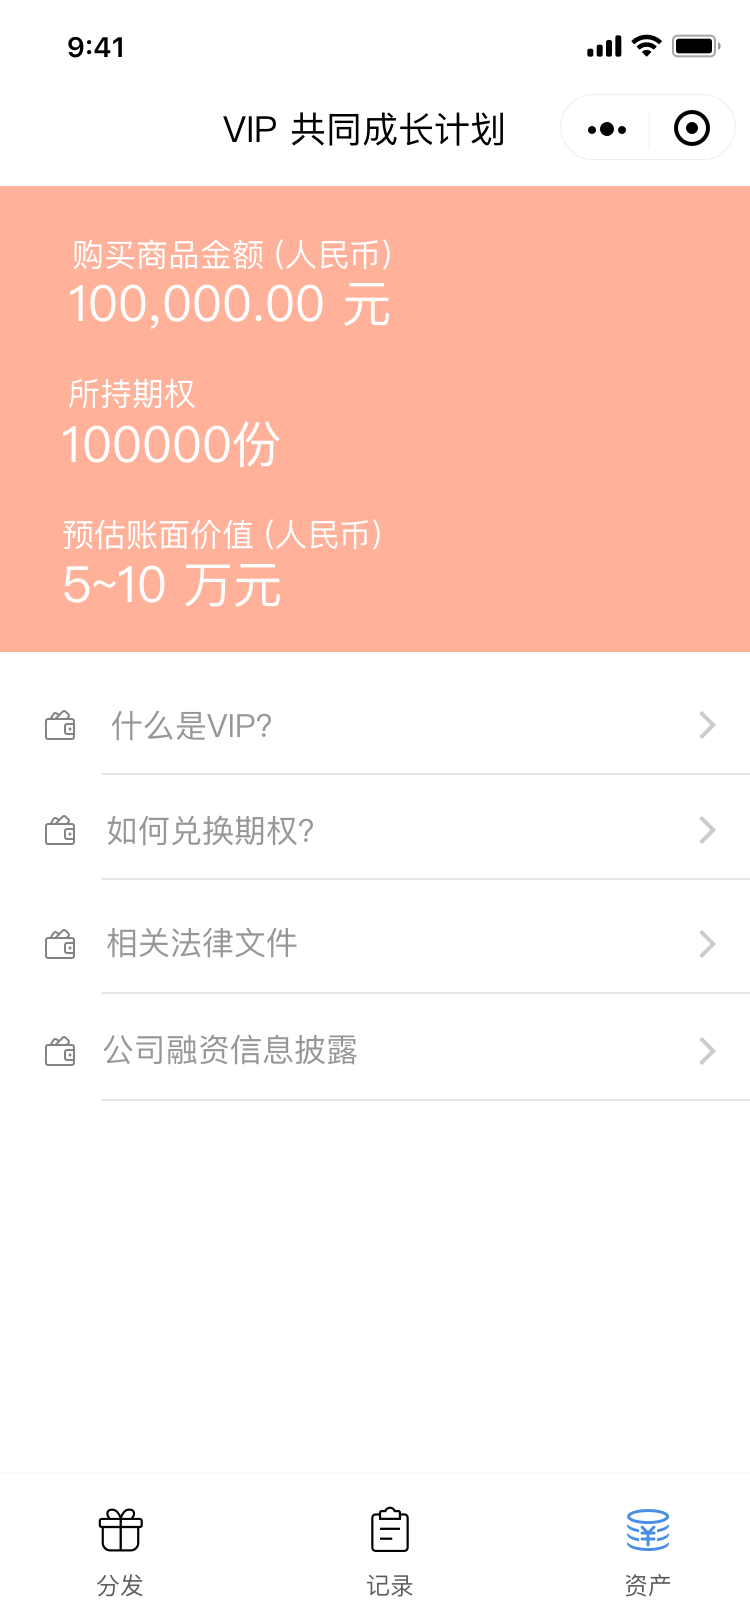 9:41
VIP 共同成长计划
购买商品金额 (人民币)
100,000.00 元
所持期权
100000份
预估账面价值 (人民币)
5~10 万元
什么是VIP?
如何兑换期权?
相关法律文件
公司融资信息披露
分发
记录
资产